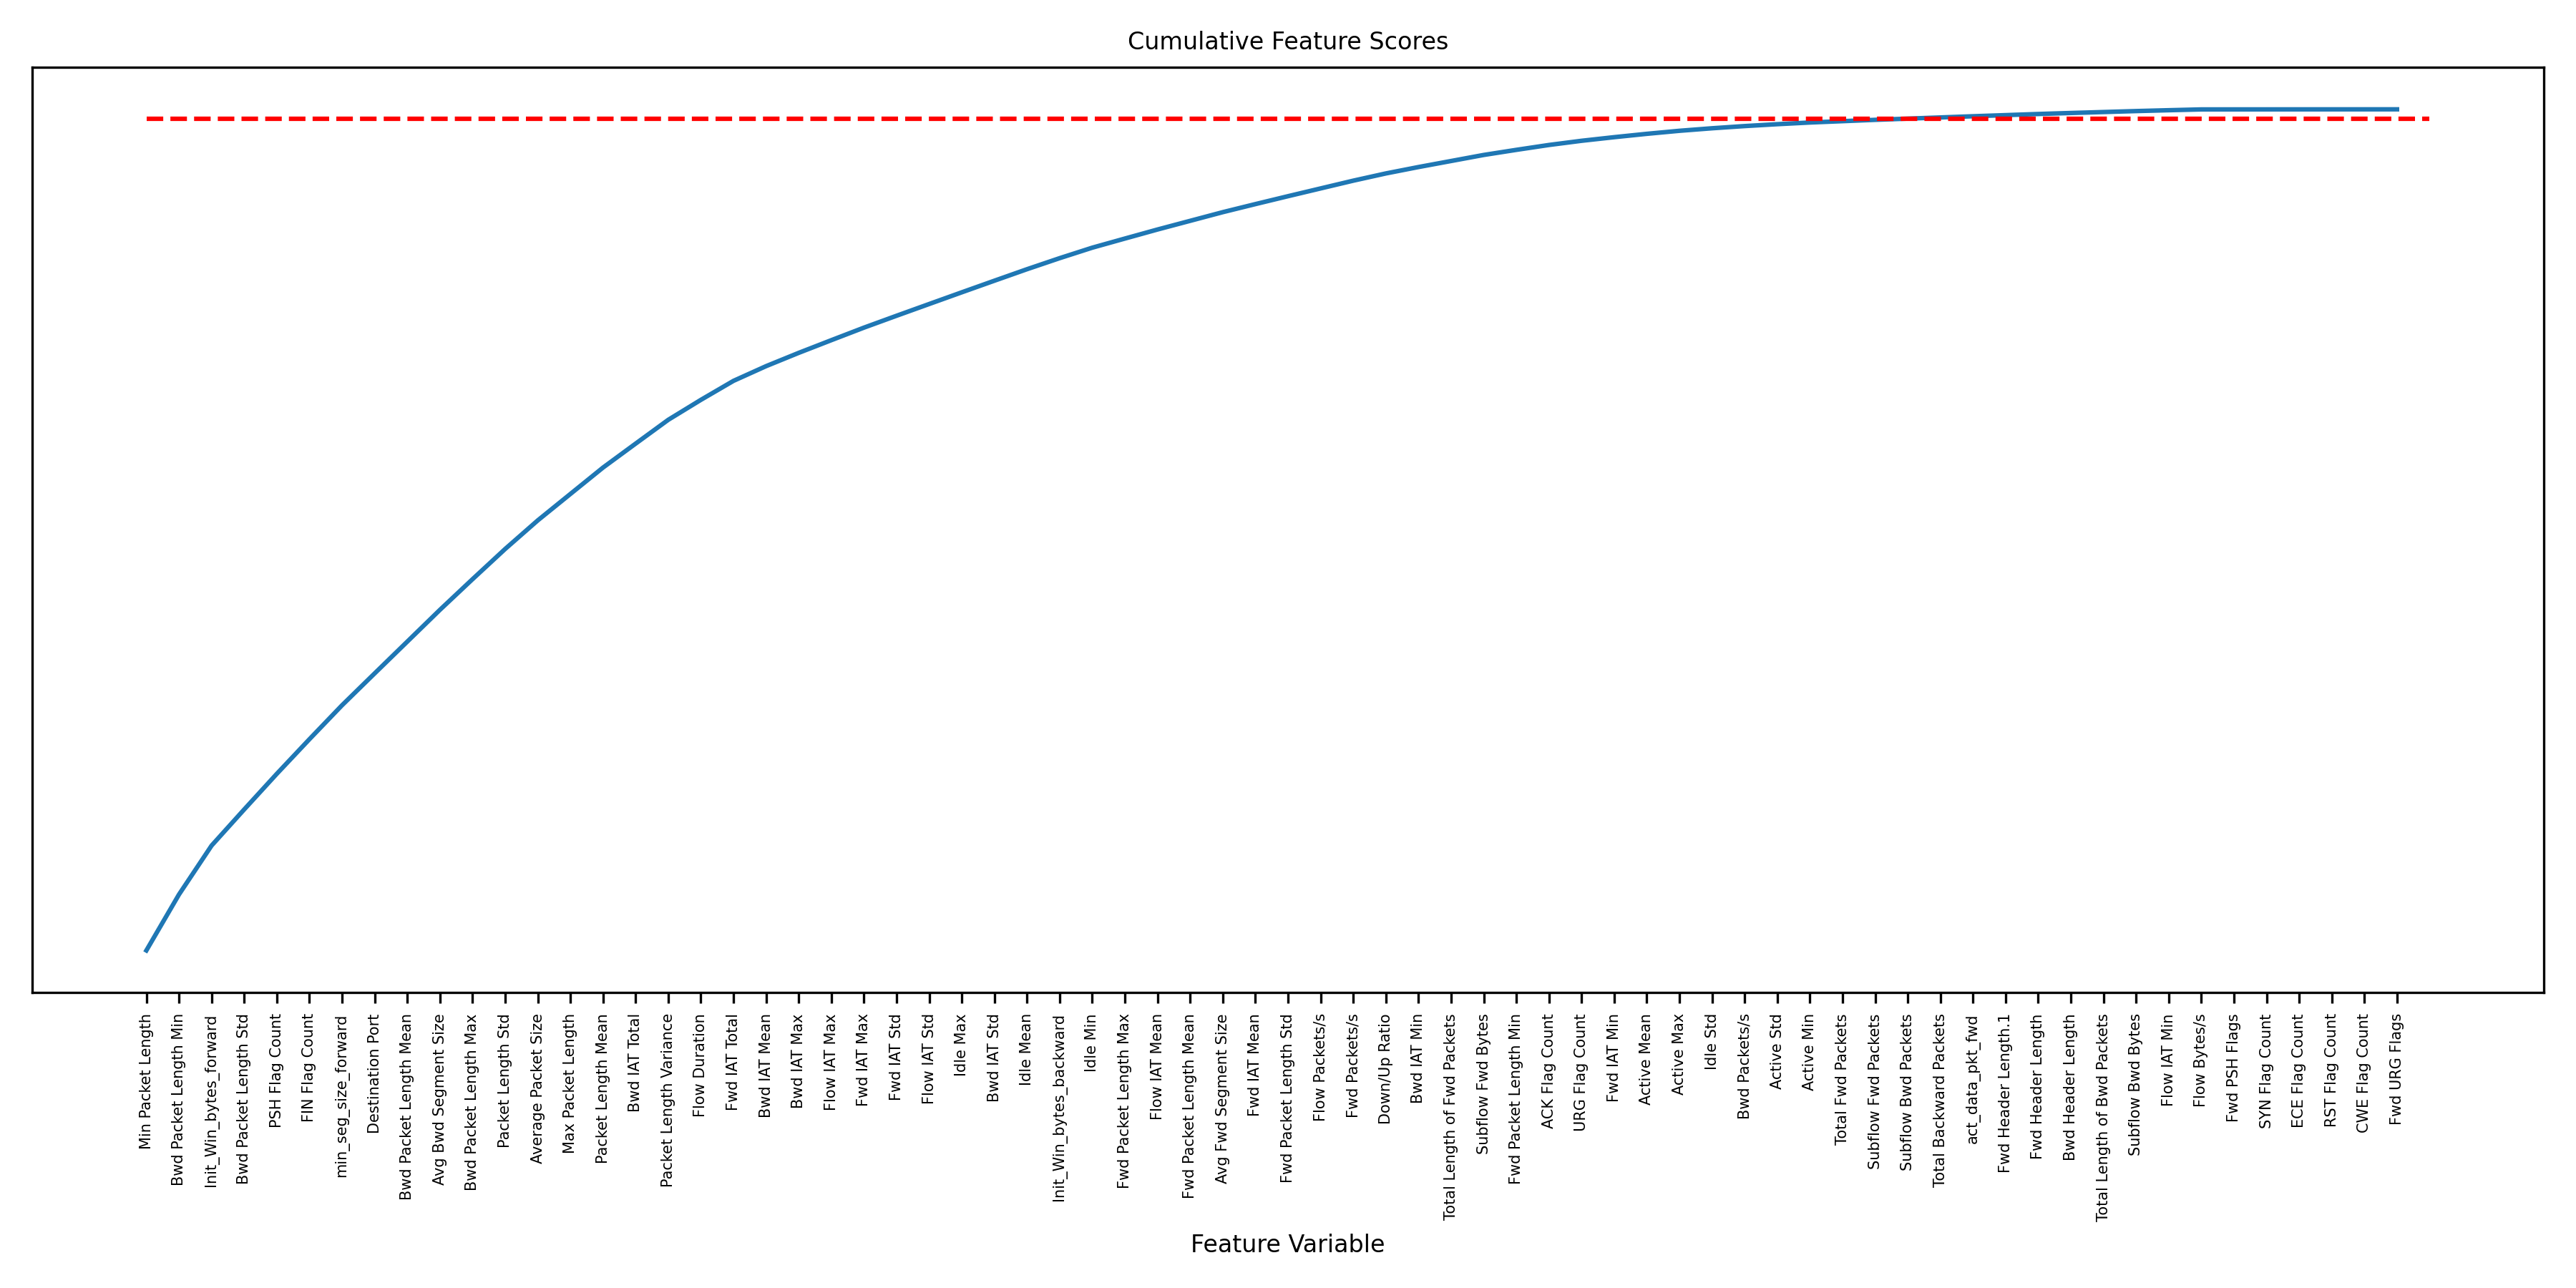 Cumulative Feature Scores
Min Packet Length
Bwd Packet Length Min
Init_Win_bytes_forward
Bwd Packet Length Std
PSH Flag Count
FIN Flag Count
min_seg_size_forward
Destination Port
Bwd Packet Length Mean
Avg Bwd Segment Size
Bwd Packet Length Max
Packet Length Std
Average Packet Size
Max Packet Length
Packet Length Mean
Bwd IAT Total
Packet Length Variance
Flow Duration
Fwd IAT Total
Bwd IAT Mean
Bwd IAT Max
Flow IAT Max
Fwd IAT Max
Fwd IAT Std
Flow IAT Std
Idle Max
Bwd IAT Std
Idle Mean
Init_Win_bytes_backward
Idle Min
Fwd Packet Length Max
Flow IAT Mean
Fwd Packet Length Mean
Avg Fwd Segment Size
Fwd IAT Mean
Fwd Packet Length Std
Flow Packets/s
Fwd Packets/s
Down/Up Ratio
Bwd IAT Min
Total Length of Fwd Packets
Subflow Fwd Bytes
Fwd Packet Length Min
ACK Flag Count
URG Flag Count
Fwd IAT Min
Active Mean
Active Max
Idle Std
Bwd Packets/s
Active Std
Active Min
Total Fwd Packets
Subflow Fwd Packets
Subflow Bwd Packets
Total Backward Packets
act_data_pkt_fwd
Fwd Header Length.1
Fwd Header Length
Bwd Header Length
Total Length of Bwd Packets
Subflow Bwd Bytes
Flow IAT Min
Flow Bytes/s
Fwd PSH Flags
SYN Flag Count
ECE Flag Count
RST Flag Count
CWE Flag Count
Fwd URG Flags
Feature Variable